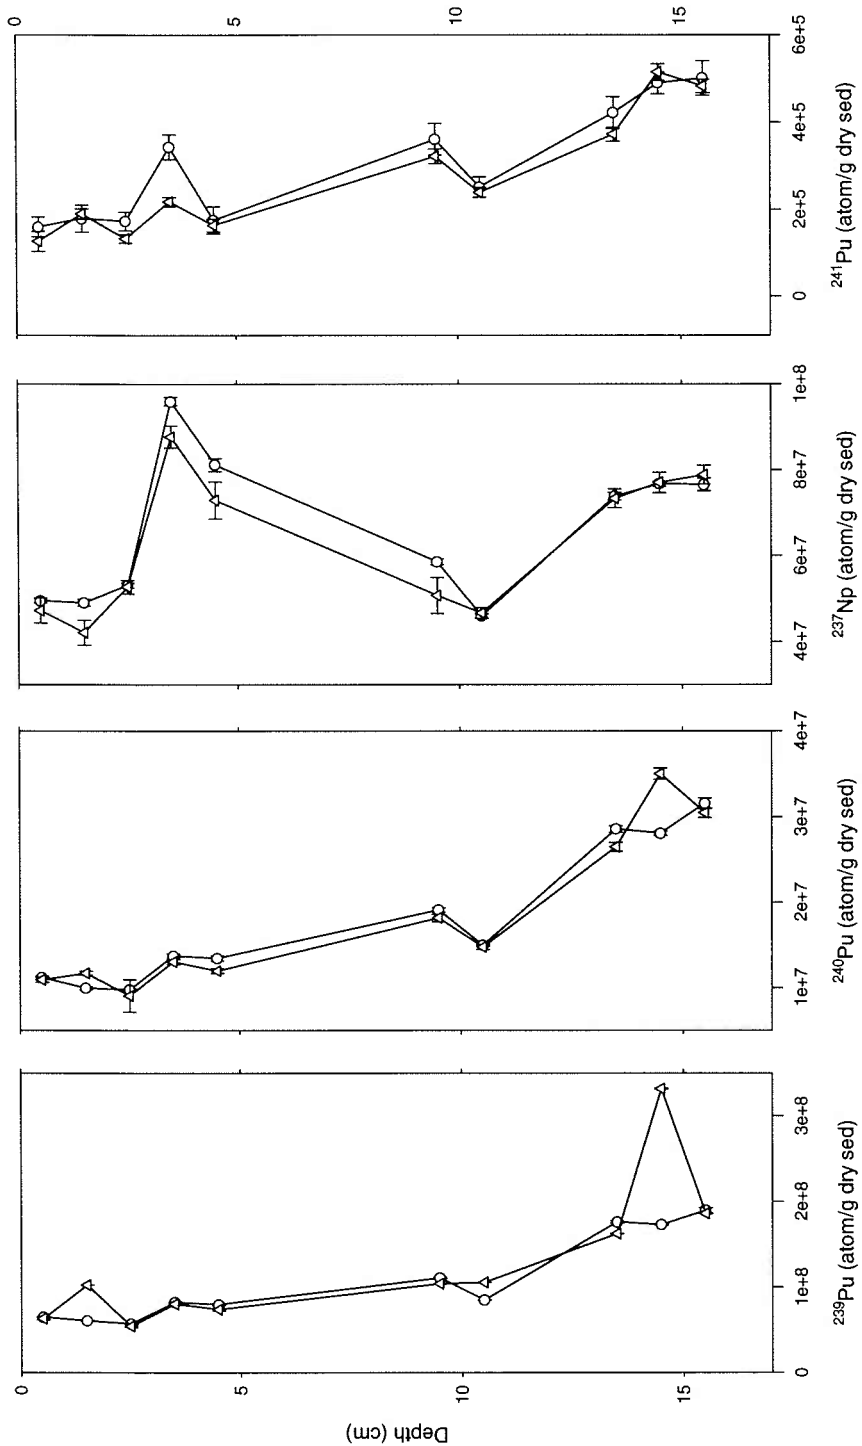 0
5
10
15
Depth (cm)
0
1e+8
2e+8
3e+8
²³⁹Pu (atom/g dry sed)
1e+7
2e+7
3e+7
4e+7
²⁴⁰Pu (atom/g dry sed)
4e+7
6e+7
8e+7
1e+8
²³⁷Np (atom/g dry sed)
0
5
10
15
0
2e+5
4e+5
6e+5
²⁴¹Pu (atom/g dry sed)